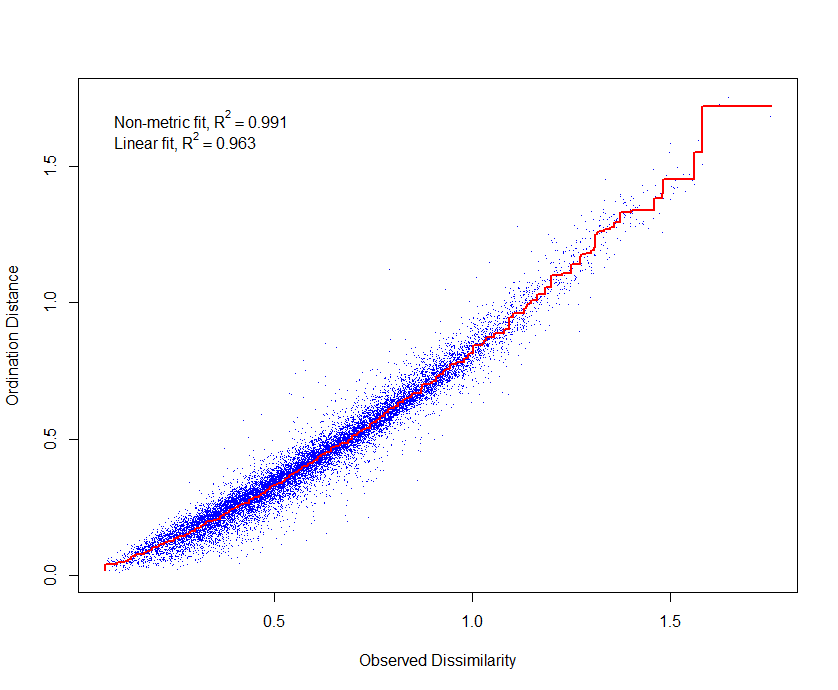 Non-metric fit, R² = 0.991
Linear fit, R² = 0.963
1.5
1.0
0.5
0.0
Ordination Distance
0.5 1.0 1.5
Observed Dissimilarity